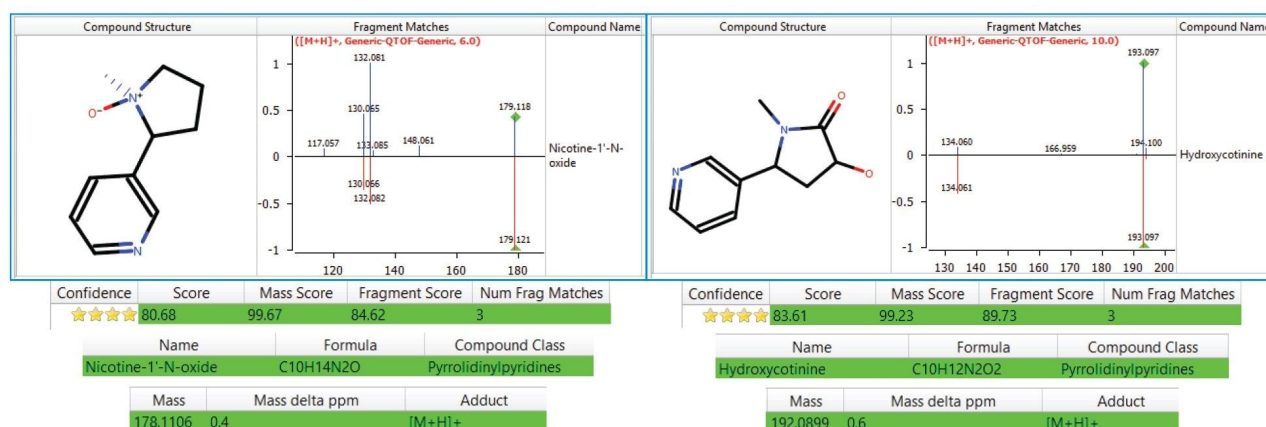 Compound Structure Fragment Matches Compound Name
([M+H]+, Generic-QTOF-Generic, 6.0)
132.081
1
130.065
179.118
0.5
117.057 133.085 148.061
0
Nicotine-1'-N-
oxide
130.066
132.082
-0.5
179.121
-1
120 140 160 180
N+
O-
N
Compound Structure Fragment Matches Compound Name
([M+H]+, Generic-QTOF-Generic, 10.0)
193.097
1
0.5
134.060 166.959 194.100
0
Hydroxycotinine
134.061
-0.5
193.097
-1
130 140 150 160 170 180 190 200
O
N
N
O
Confidence Score Mass Score Fragment Score Num Frag Matches
80.68 99.67 84.62 3
Name Formula Compound Class
Nicotine-1'-N-oxide C10H14N2O Pyrrolidinylpyridines
Mass Mass delta ppm Adduct
178.1106 0.4 [M+H]+
Confidence Score Mass Score Fragment Score Num Frag Matches
83.61 99.23 89.73 3
Name Formula Compound Class
Hydroxycotinine C10H12N2O2 Pyrrolidinylpyridines
Mass Mass delta ppm Adduct
192.0899 0.6 [M+H]+